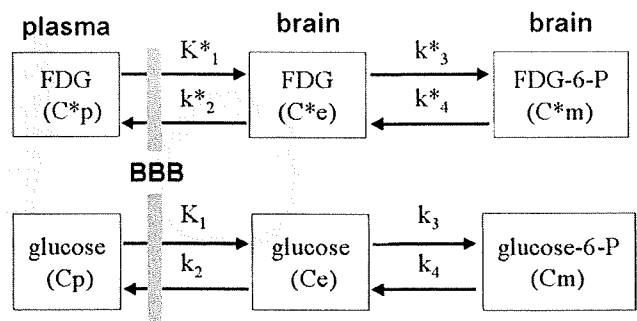 plasma brain brain
K*₁ k*₃
FDG FDG FDG-6-P
(C*p) (C*e) (C*m)
k*₂ k*₄
BBB
K₁ k₃
glucose glucose glucose-6-P
(Cp) (Ce) (Cm)
k₂ k₄